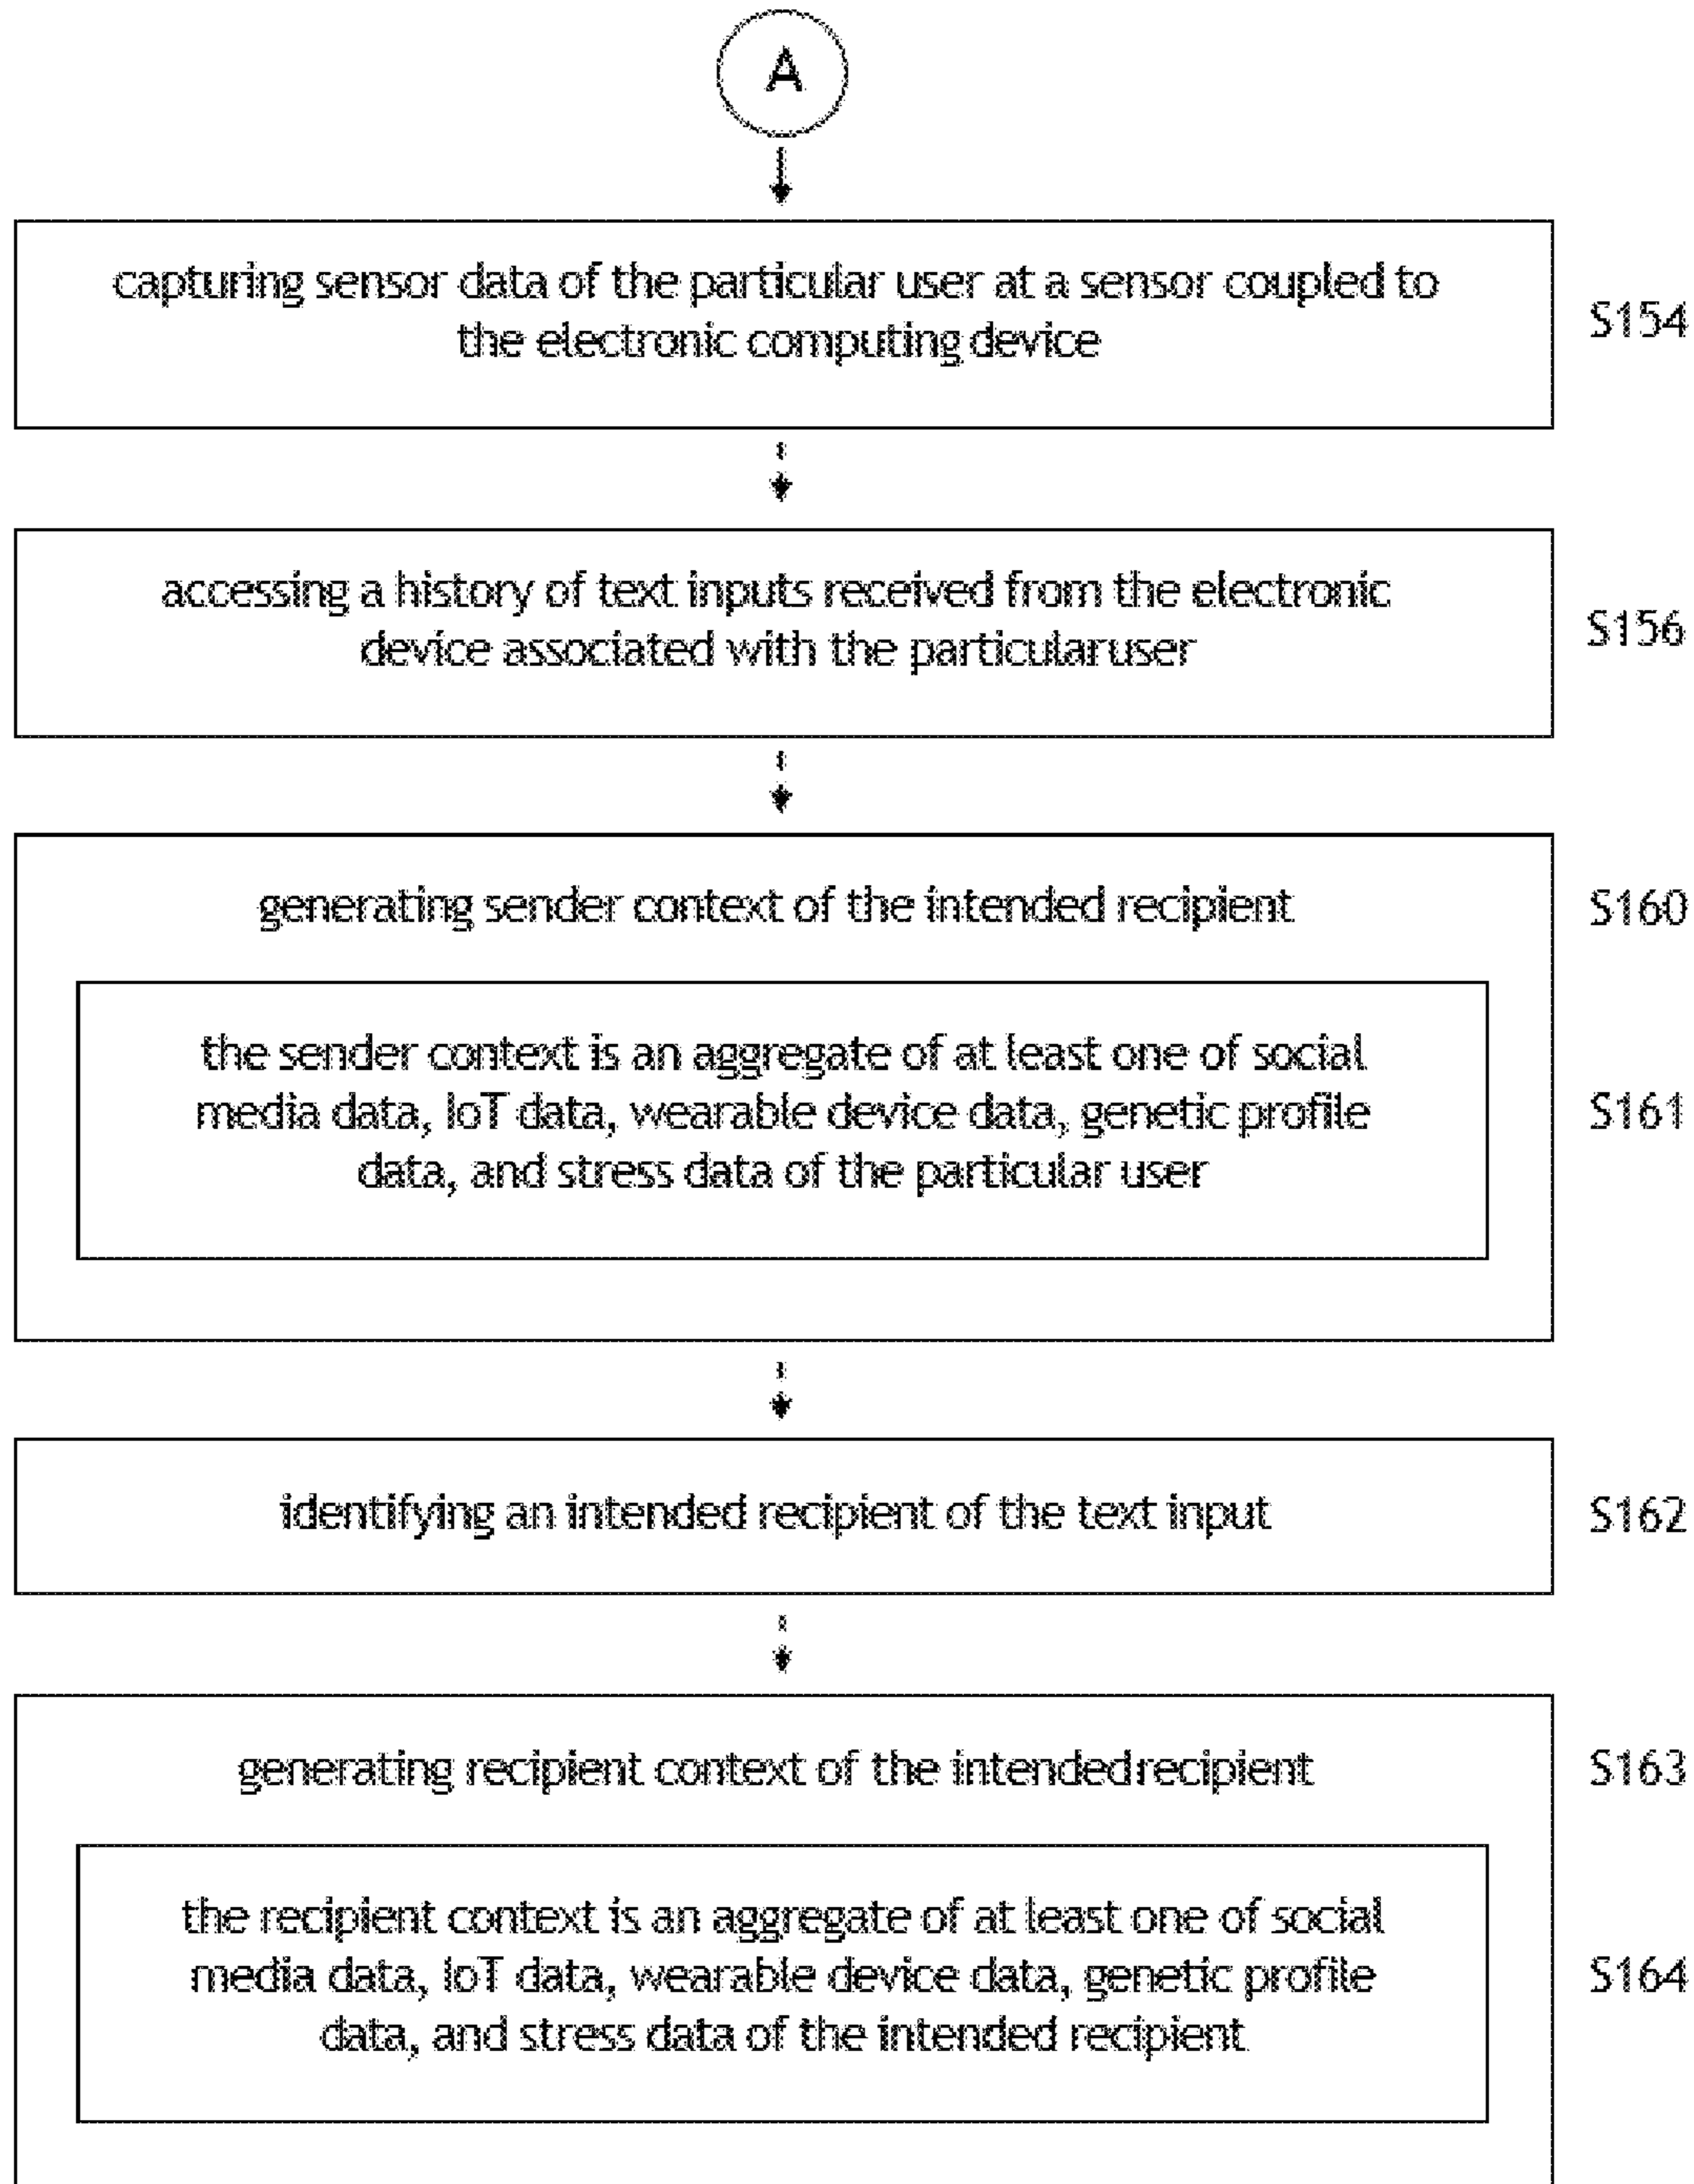 A
capturing sensor data of the particular user at a sensor coupled to
the electronic computing device
S154
accessing a history of text inputs received from the electronic
device associated with the particular user
S156
generating sender context of the intended recipient
S160
the sender context is an aggregate of at least one of social
media data, IoT data, wearable device data, genetic profile
data, and stress data of the particular user
S161
identifying an intended recipient of the text input
S162
generating recipient context of the intended recipient
S163
the recipient context is an aggregate of at least one of social
media data, IoT data, wearable device data, genetic profile
data, and stress data of the intended recipient
S164